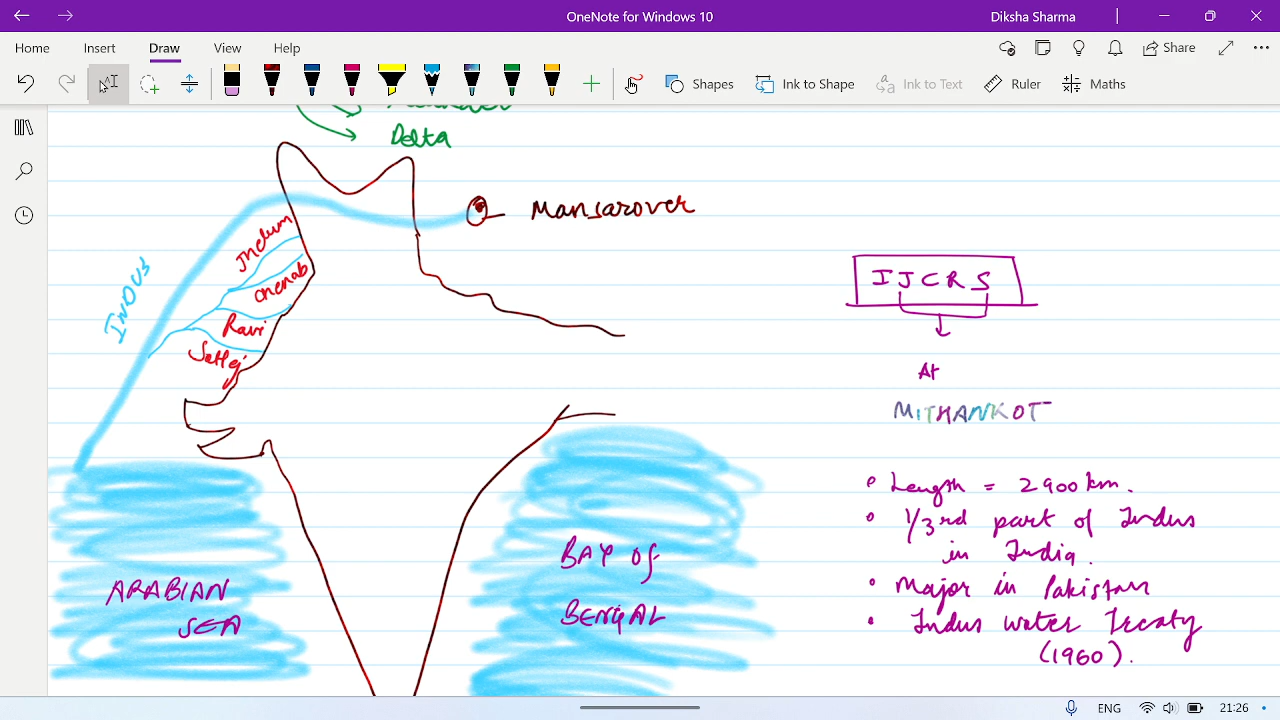 OneNote for Windows 10
Diksha Sharma
Home Insert Draw View Help
Share
Shapes
Ink to Shape
Ink to Text
Ruler
Maths
Delta
Mansarover
INDUS
Jhelum
Chenab
Ravi
Satlej
IJCRS
At
MITHANKOT
• Length = 2900 km.
• 1/3rd part of Indus
in India.
• Major in Pakistan
• Indus water Treaty
(1960).
ARABIAN
SEA
BAY OF
BENGAL
ENG
21:26